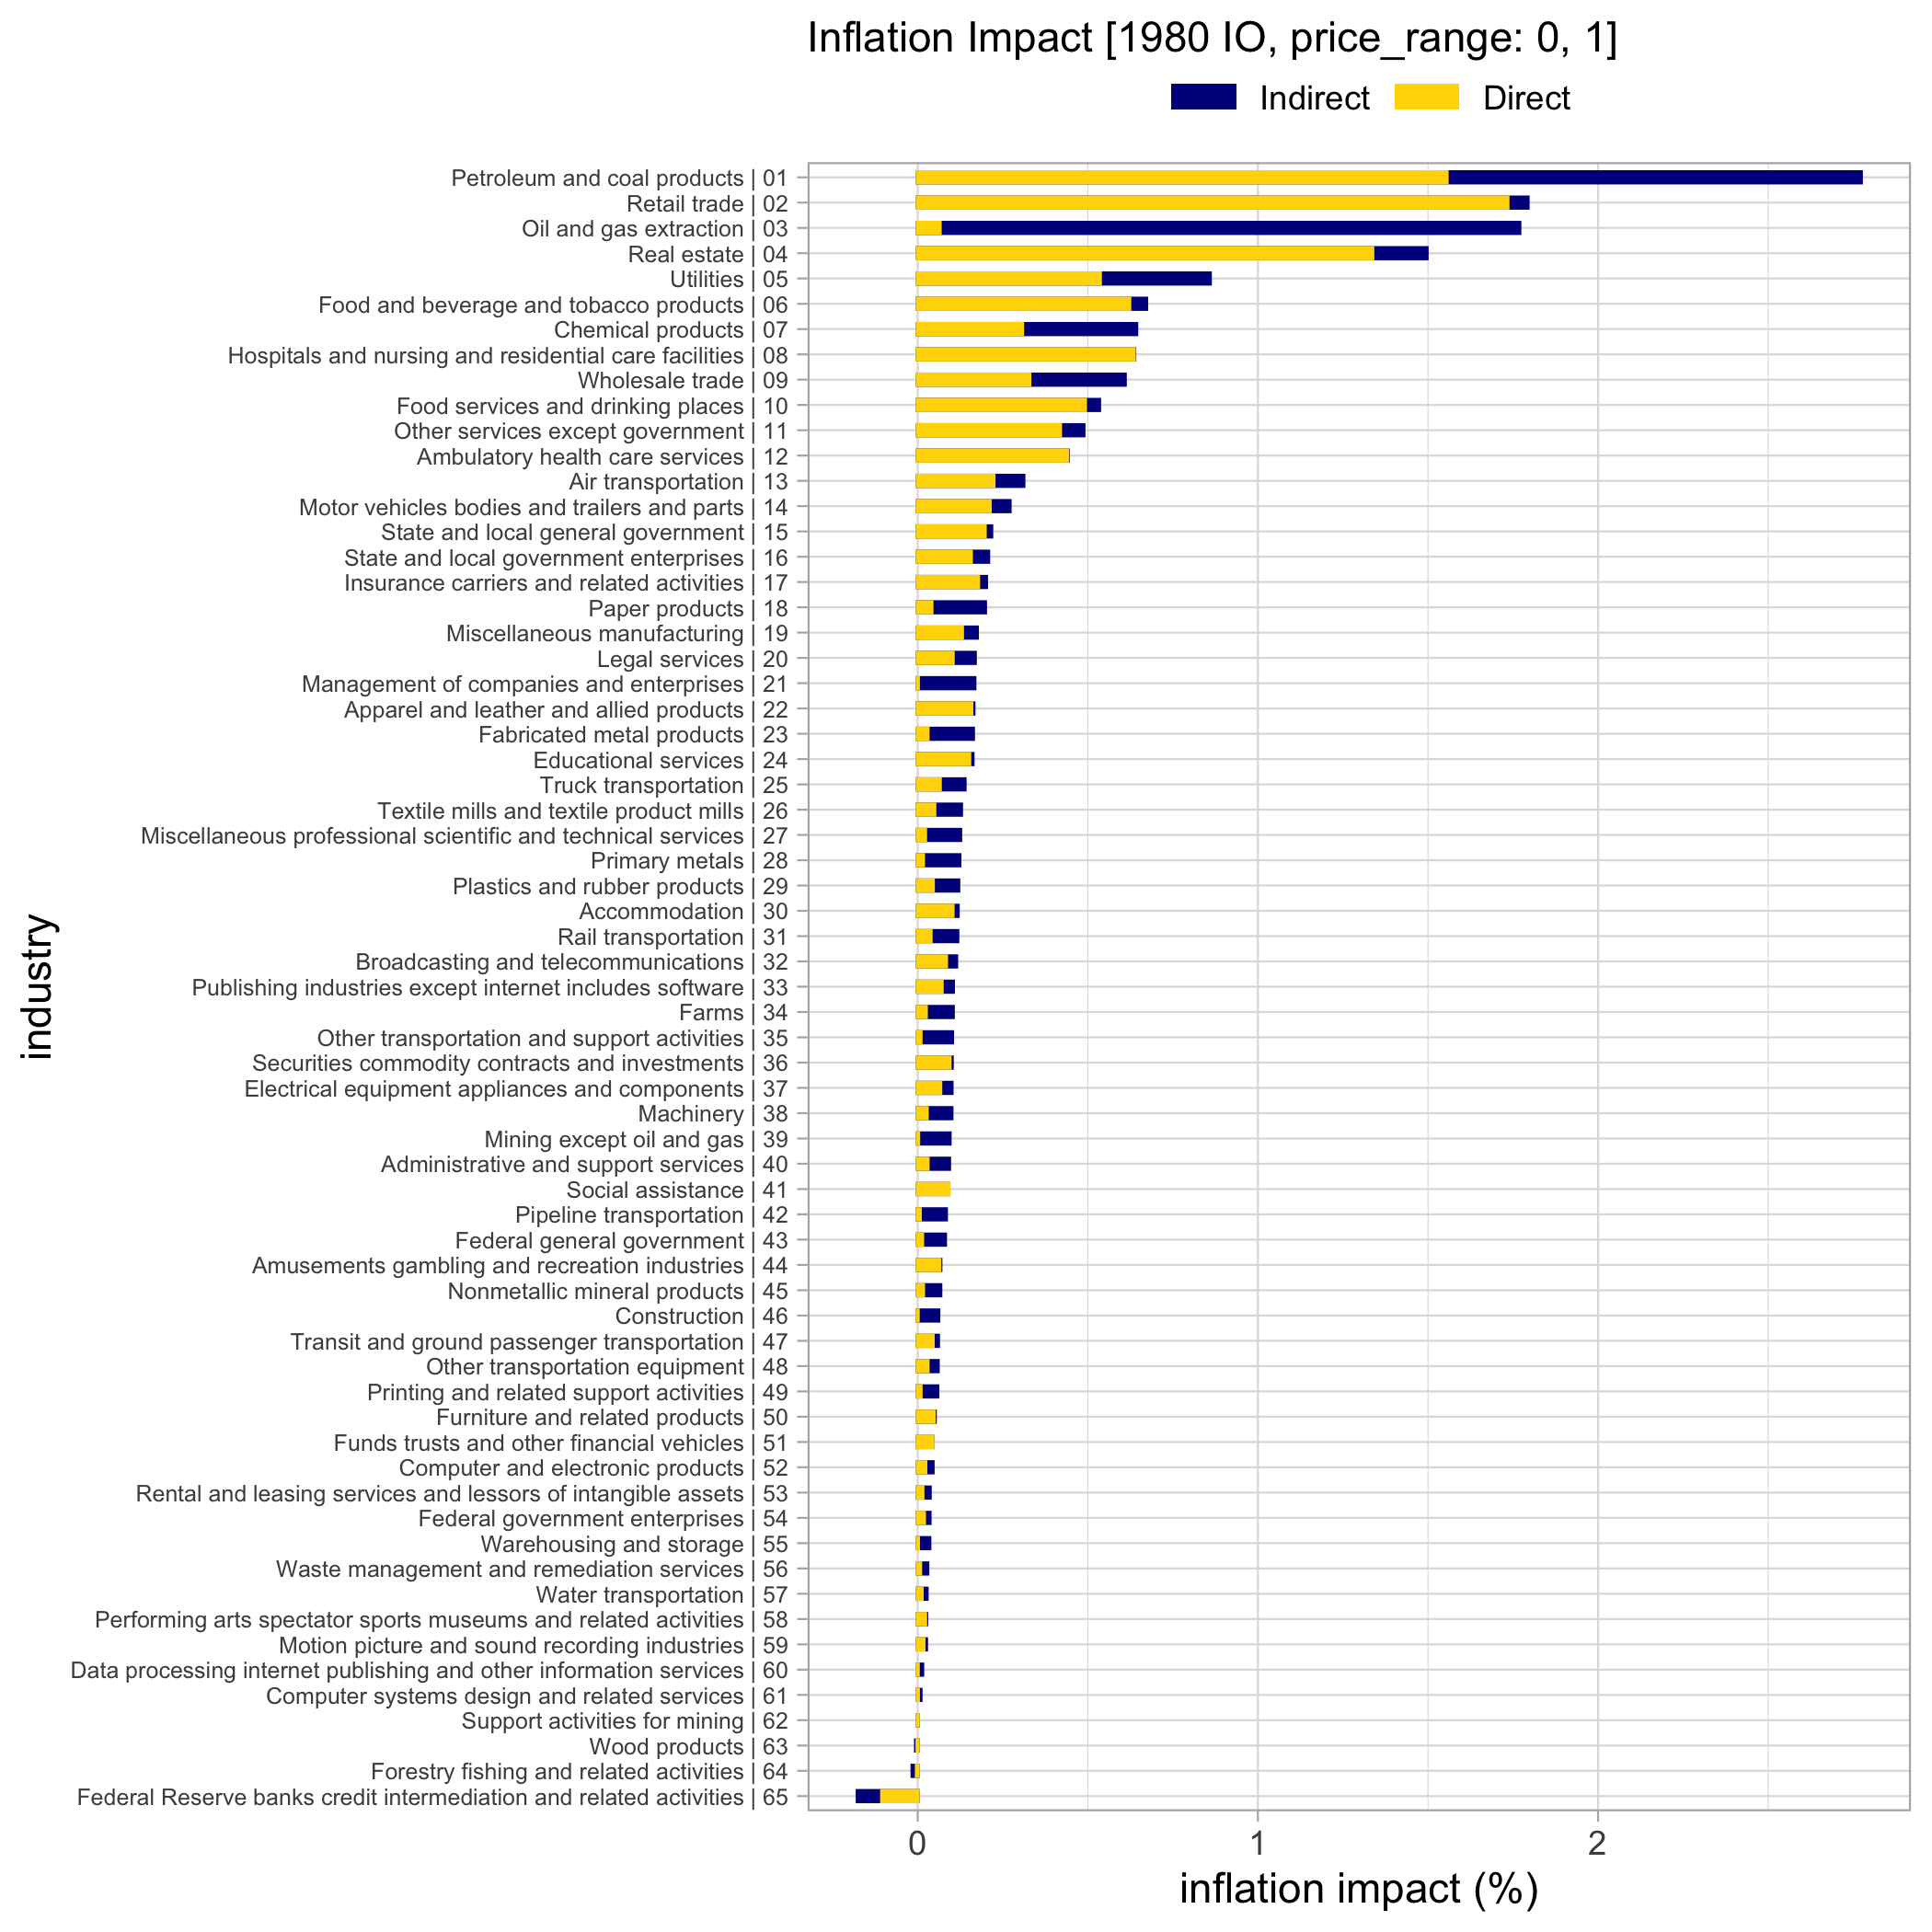 Inflation Impact [1980 IO, price_range: 0, 1]
Indirect Direct
Petroleum and coal products | 01
Retail trade | 02
Oil and gas extraction | 03
Real estate | 04
Utilities | 05
Food and beverage and tobacco products | 06
Chemical products | 07
Hospitals and nursing and residential care facilities | 08
Wholesale trade | 09
Food services and drinking places | 10
Other services except government | 11
Ambulatory health care services | 12
Air transportation | 13
Motor vehicles bodies and trailers and parts | 14
State and local general government | 15
State and local government enterprises | 16
Insurance carriers and related activities | 17
Paper products | 18
Miscellaneous manufacturing | 19
Legal services | 20
Management of companies and enterprises | 21
Apparel and leather and allied products | 22
Fabricated metal products | 23
Educational services | 24
Truck transportation | 25
Textile mills and textile product mills | 26
Miscellaneous professional scientific and technical services | 27
Primary metals | 28
Plastics and rubber products | 29
Accommodation | 30
Rail transportation | 31
Broadcasting and telecommunications | 32
Publishing industries except internet includes software | 33
Farms | 34
Other transportation and support activities | 35
Securities commodity contracts and investments | 36
Electrical equipment appliances and components | 37
Machinery | 38
Mining except oil and gas | 39
Administrative and support services | 40
Social assistance | 41
Pipeline transportation | 42
Federal general government | 43
Amusements gambling and recreation industries | 44
Nonmetallic mineral products | 45
Construction | 46
Transit and ground passenger transportation | 47
Other transportation equipment | 48
Printing and related support activities | 49
Furniture and related products | 50
Funds trusts and other financial vehicles | 51
Computer and electronic products | 52
Rental and leasing services and lessors of intangible assets | 53
Federal government enterprises | 54
Warehousing and storage | 55
Waste management and remediation services | 56
Water transportation | 57
Performing arts spectator sports museums and related activities | 58
Motion picture and sound recording industries | 59
Data processing internet publishing and other information services | 60
Computer systems design and related services | 61
Support activities for mining | 62
Wood products | 63
Forestry fishing and related activities | 64
Federal Reserve banks credit intermediation and related activities | 65
industry
0 1 2
inflation impact (%)